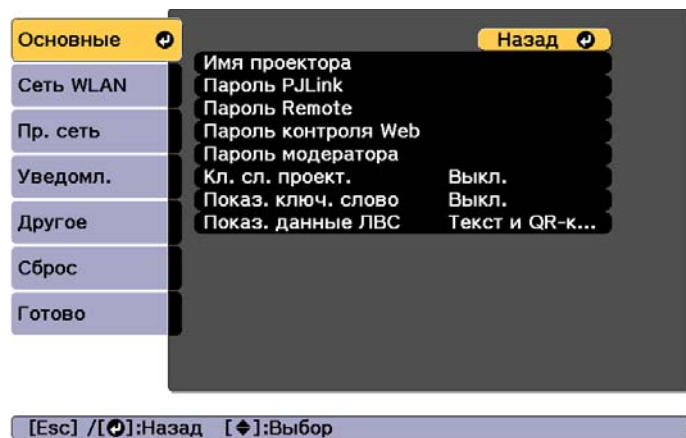 Основные
Назад
Имя проектора
Сеть WLAN
Пароль PJLink
Пароль Remote
Пр. сеть
Пароль контроля Web
Пароль модератора
Уведомл.
Кл. сл. проект. Выкл.
Показ. ключ. слово Выкл.
Другое
Показ. данные ЛВС Текст и QR-к...
Сброс
Готово
[Esc] /[]:Назад []:Выбор